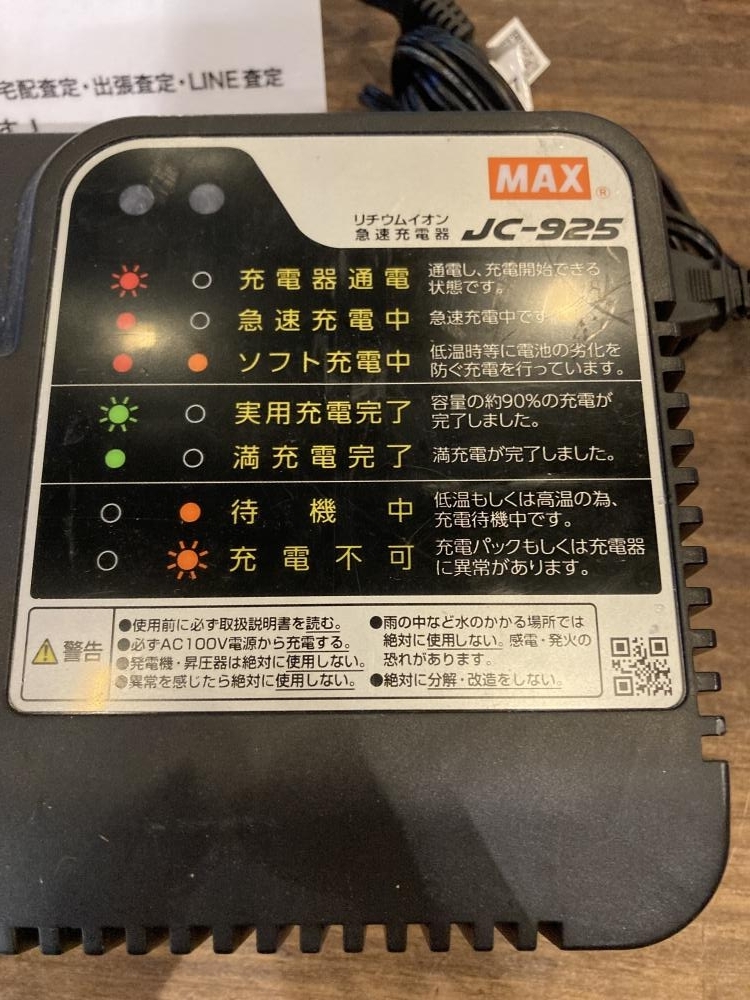 宅配査定・出張査定・LINE査定
す！
MAX®
リチウムイオン
急速充電器 JC-925
充電器通電 通電し、充電開始できる
状態です。
急速充電中 急速充電中です
ソフト充電中 低温時等に電池の劣化を
防ぐ充電を行っています。
実用充電完了 容量の約90%の充電が
完了しました。
満充電完了 満充電が完了しました。
待機中 低温もしくは高温の為、
充電待機中です。
充電不可 充電パックもしくは充電器
に異常があります。
警告
●使用前に必ず取扱説明書を読む。
●必ずAC100V電源から充電する。
●発電機・昇圧器は絶対に使用しない。
●異常を感じたら絶対に使用しない。
●雨の中など水のかかる場所では
絶対に使用しない。感電・発火の
恐れがあります。
●絶対に分解・改造をしない。